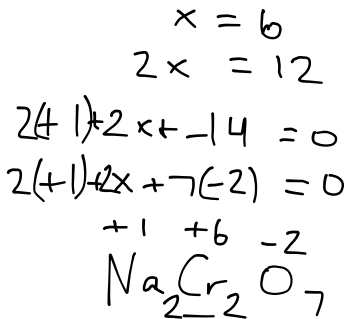 x = 6
2x = 12
2(+1)+2x+-14 = 0
2(+1)+2x+7(-2) = 0
+1 +6 -2
Na₂Cr₂O₇